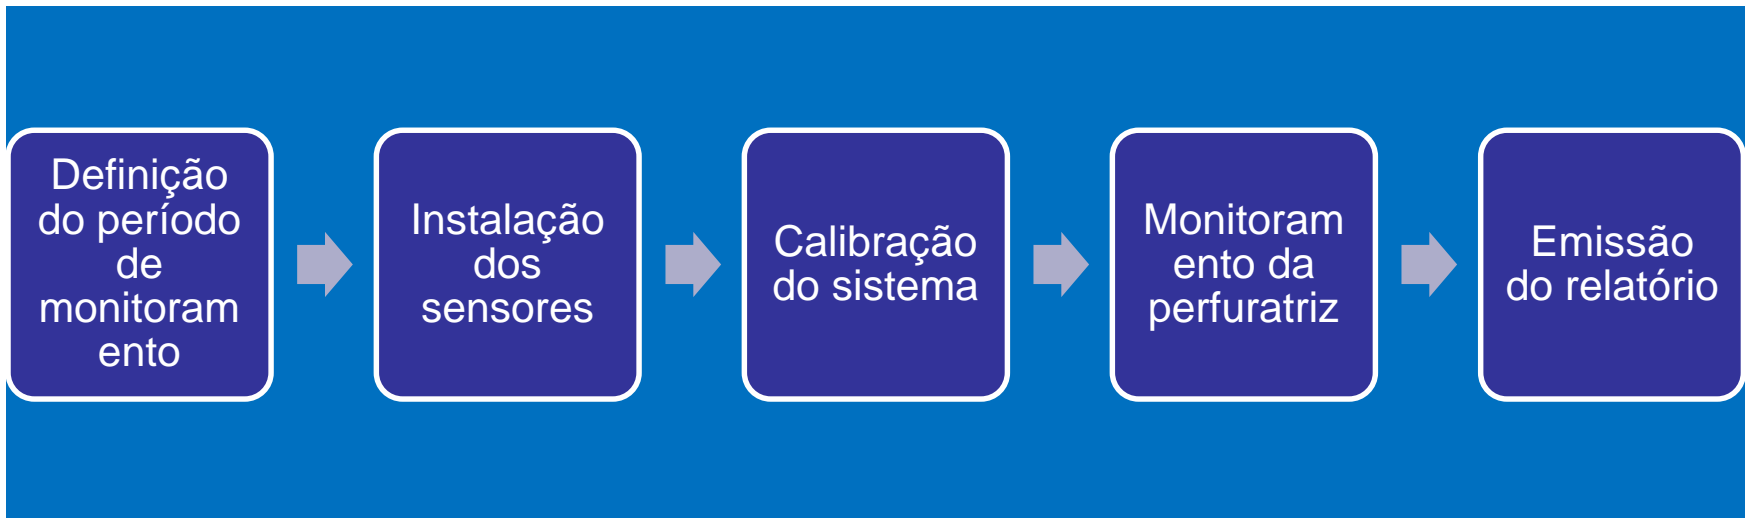 Definição
do período
de
monitoram
ento
Instalação
dos
sensores
Calibração
do sistema
Monitoram
ento da
perfuratriz
Emissão
do relatório